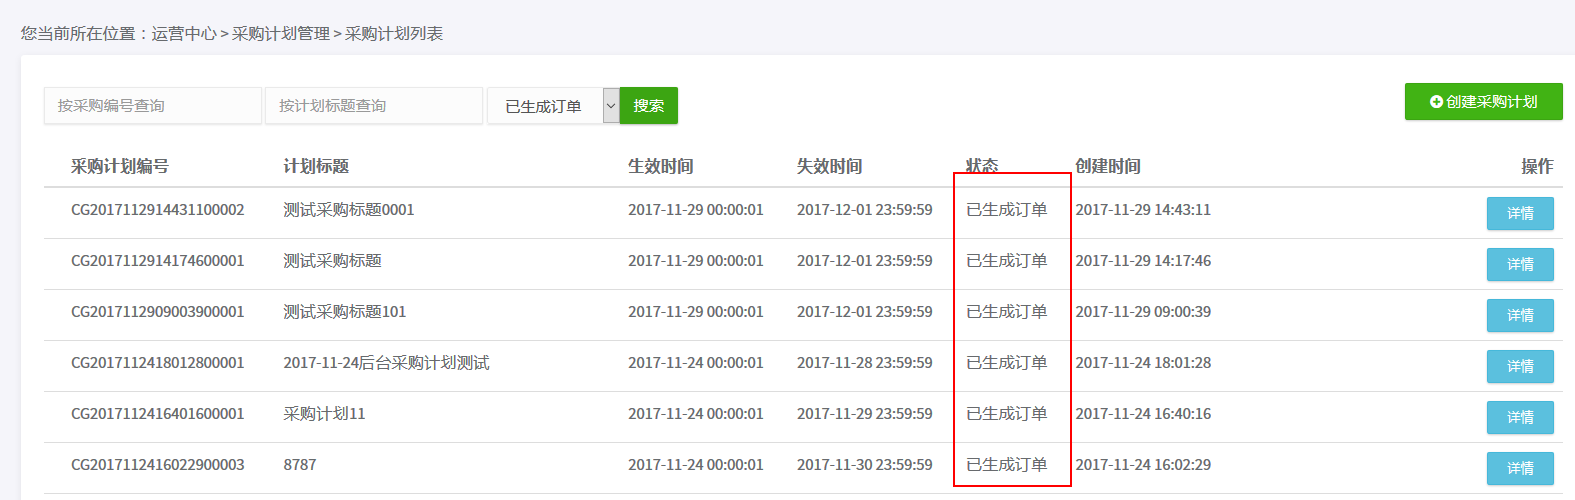 您当前所在位置：运营中心 > 采购计划管理 > 采购计划列表
按采购编号查询 按计划标题查询 已生成订单 搜索 创建采购计划
采购计划编号 计划标题 生效时间 失效时间 状态 创建时间 操作
CG2017112914431100002 测试采购标题0001 2017-11-29 00:00:01 2017-12-01 23:59:59 已生成订单 2017-11-29 14:43:11 详情
CG2017112914174600001 测试采购标题 2017-11-29 00:00:01 2017-12-01 23:59:59 已生成订单 2017-11-29 14:17:46 详情
CG2017112909003900001 测试采购标题101 2017-11-29 00:00:01 2017-12-01 23:59:59 已生成订单 2017-11-29 09:00:39 详情
CG2017112418012800001 2017-11-24后台采购计划测试 2017-11-24 00:00:01 2017-11-28 23:59:59 已生成订单 2017-11-24 18:01:28 详情
CG2017112416401600001 采购计划11 2017-11-24 00:00:01 2017-11-29 23:59:59 已生成订单 2017-11-24 16:40:16 详情
CG2017112416022900003 8787 2017-11-24 00:00:01 2017-11-30 23:59:59 已生成订单 2017-11-24 16:02:29 详情